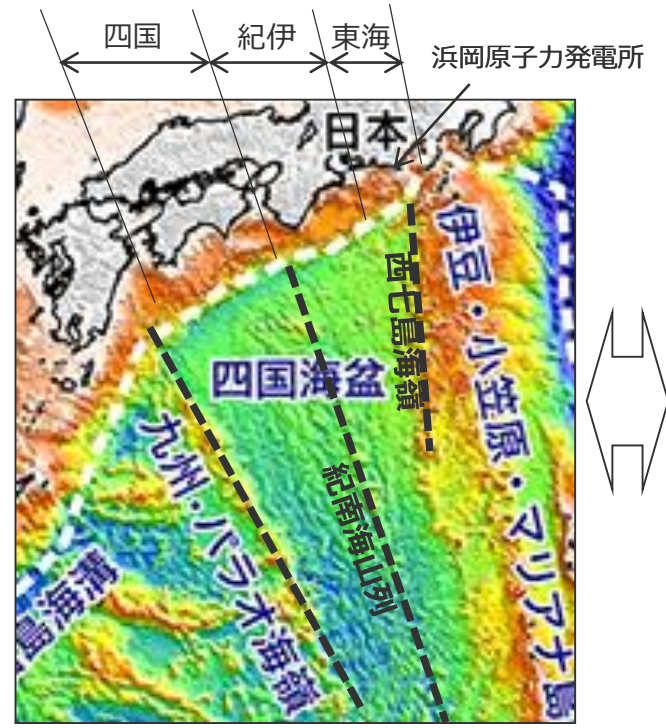 四国
紀伊
東海
浜岡原子力発電所
日本
伊豆・小笠原・マリアナ島
西七島海嶺
四国海盆
九州・パラオ海嶺
紀南海山列